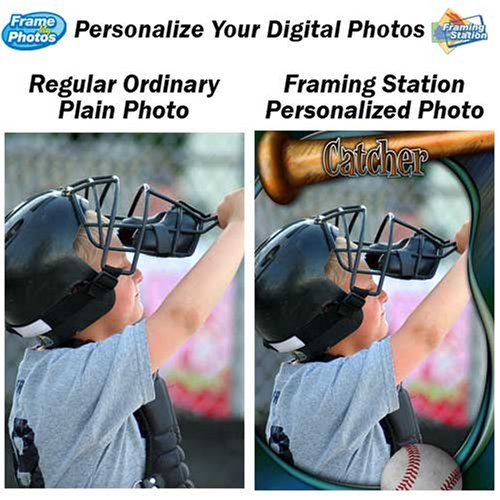 Frame
My
Photos
Personalize Your Digital Photos
Framing
Station
Regular Ordinary
Plain Photo
Framing Station
Personalized Photo
Catcher